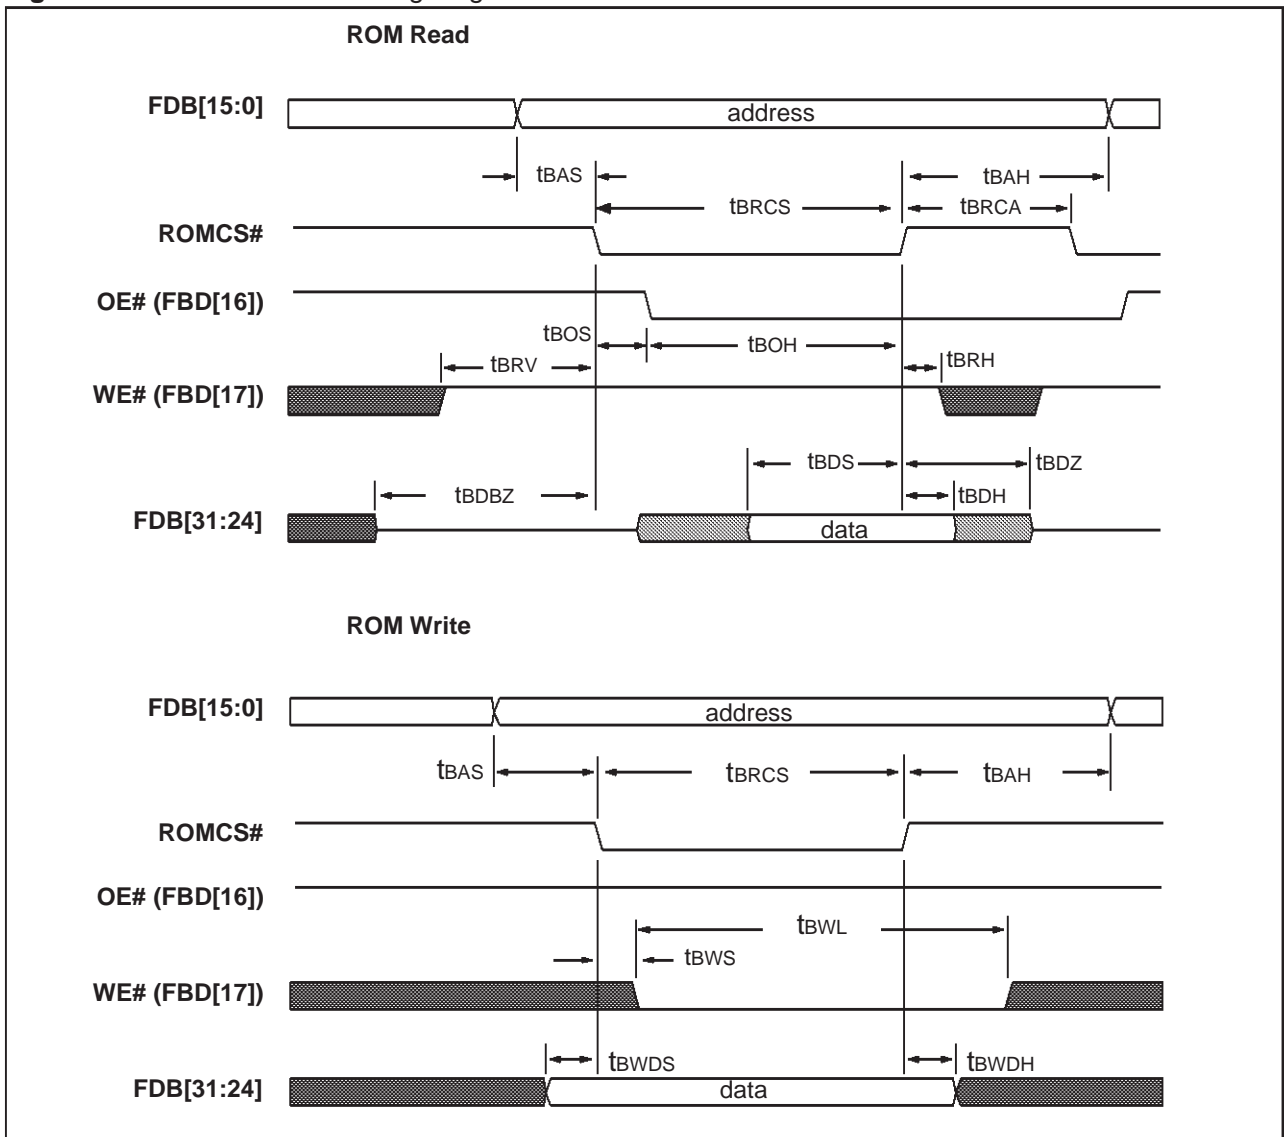 ROM Read
FDB[15:0]
address
tBAS
tBAH
tBRCS
tBRCA
ROMCS#
OE# (FBD[16])
tBOS
tBOH
tBRV
tBRH
WE# (FBD[17])
tBDS
tBDZ
tBDBZ
tBDH
FDB[31:24]
data
ROM Write
FDB[15:0]
address
tBAS
tBRCS
tBAH
ROMCS#
OE# (FBD[16])
tBWL
tBWS
WE# (FBD[17])
tBWDS
tBWDH
FDB[31:24]
data